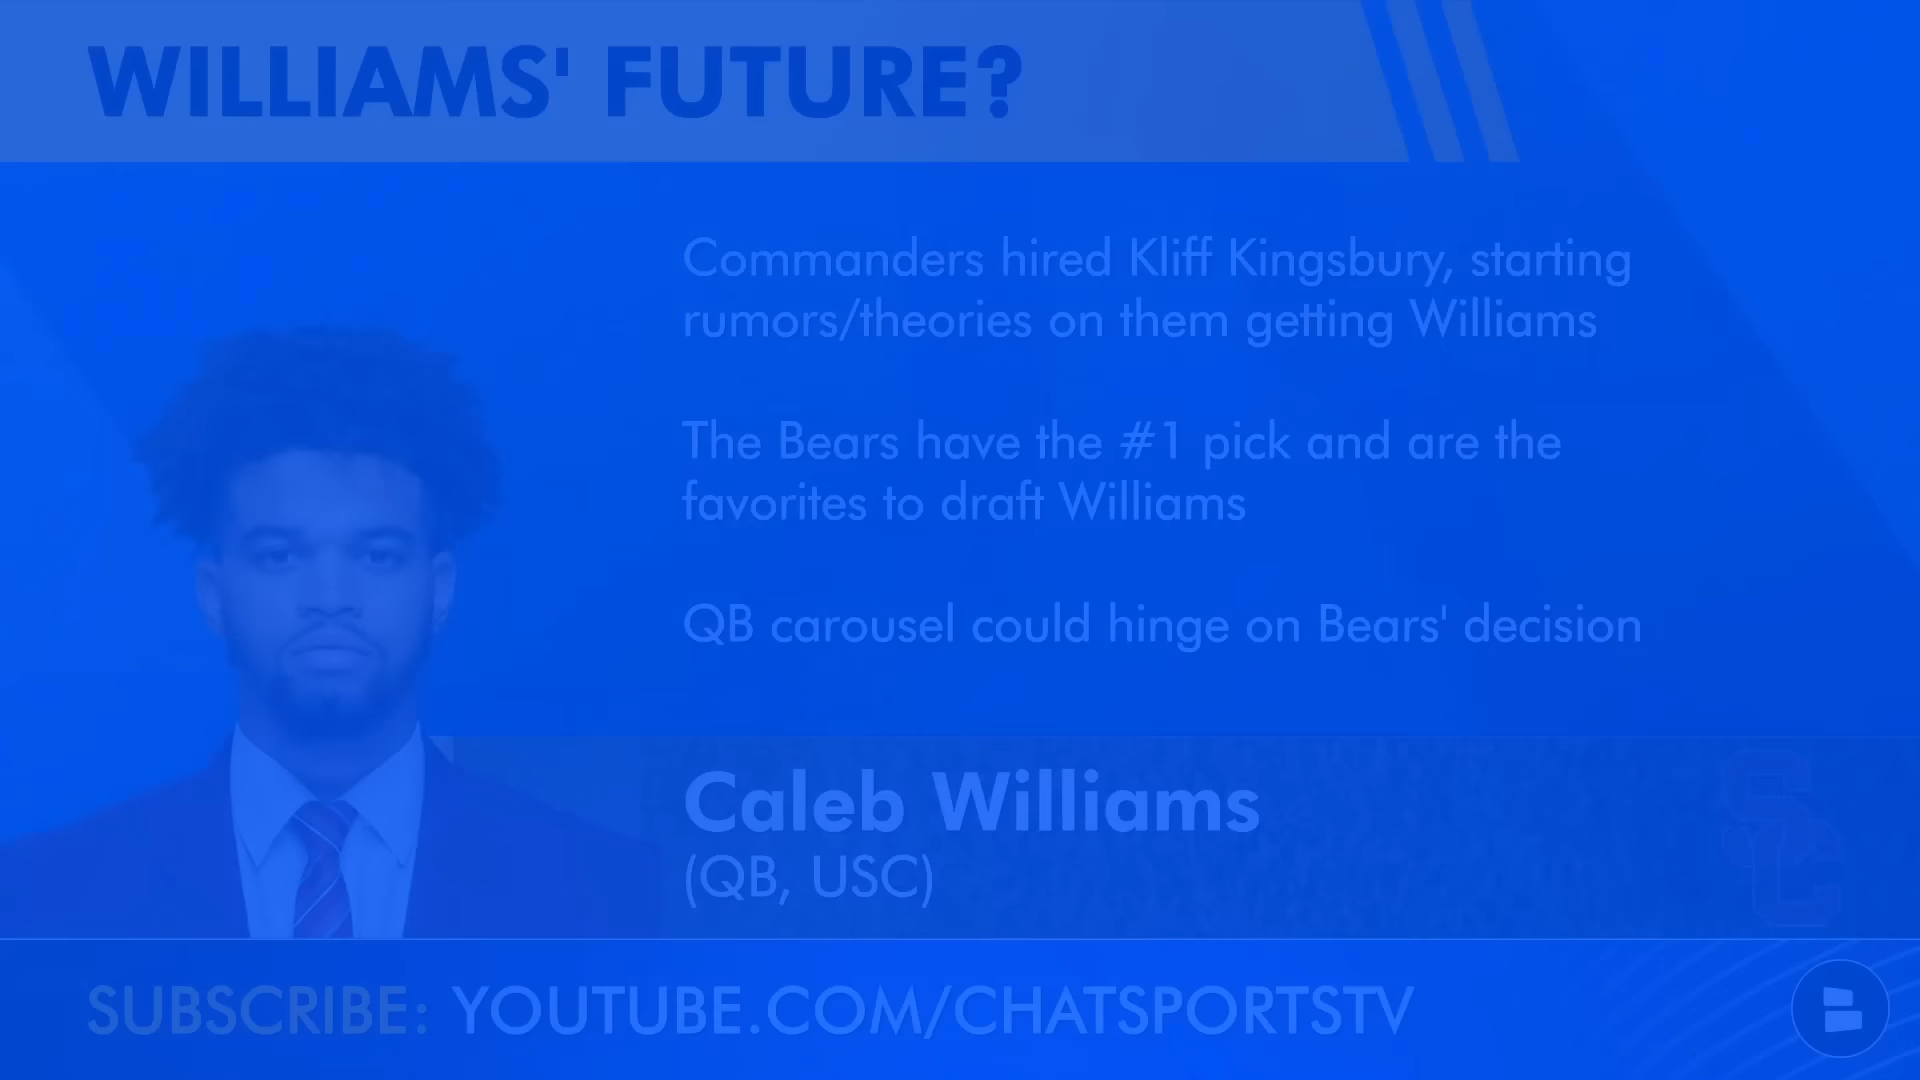 WILLIAMS' FUTURE?
Commanders hired Kliff Kingsbury, starting
rumors/theories on them getting Williams
The Bears have the #1 pick and are the
favorites to draft Williams
QB carousel could hinge on Bears' decision
Caleb Williams
(QB, USC)
SC
SUBSCRIBE: YOUTUBE.COM/CHATSPORTSTV